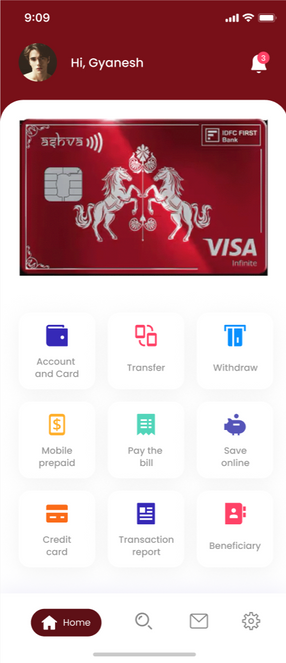 9:09
Hi, Gyanesh
3
ashva
IDFC FIRST
Bank
VISA
Infinite
Account
and Card
Transfer
Withdraw
Mobile
prepaid
Pay the
bill
Save
online
Credit
card
Transaction
report
Beneficiary
Home